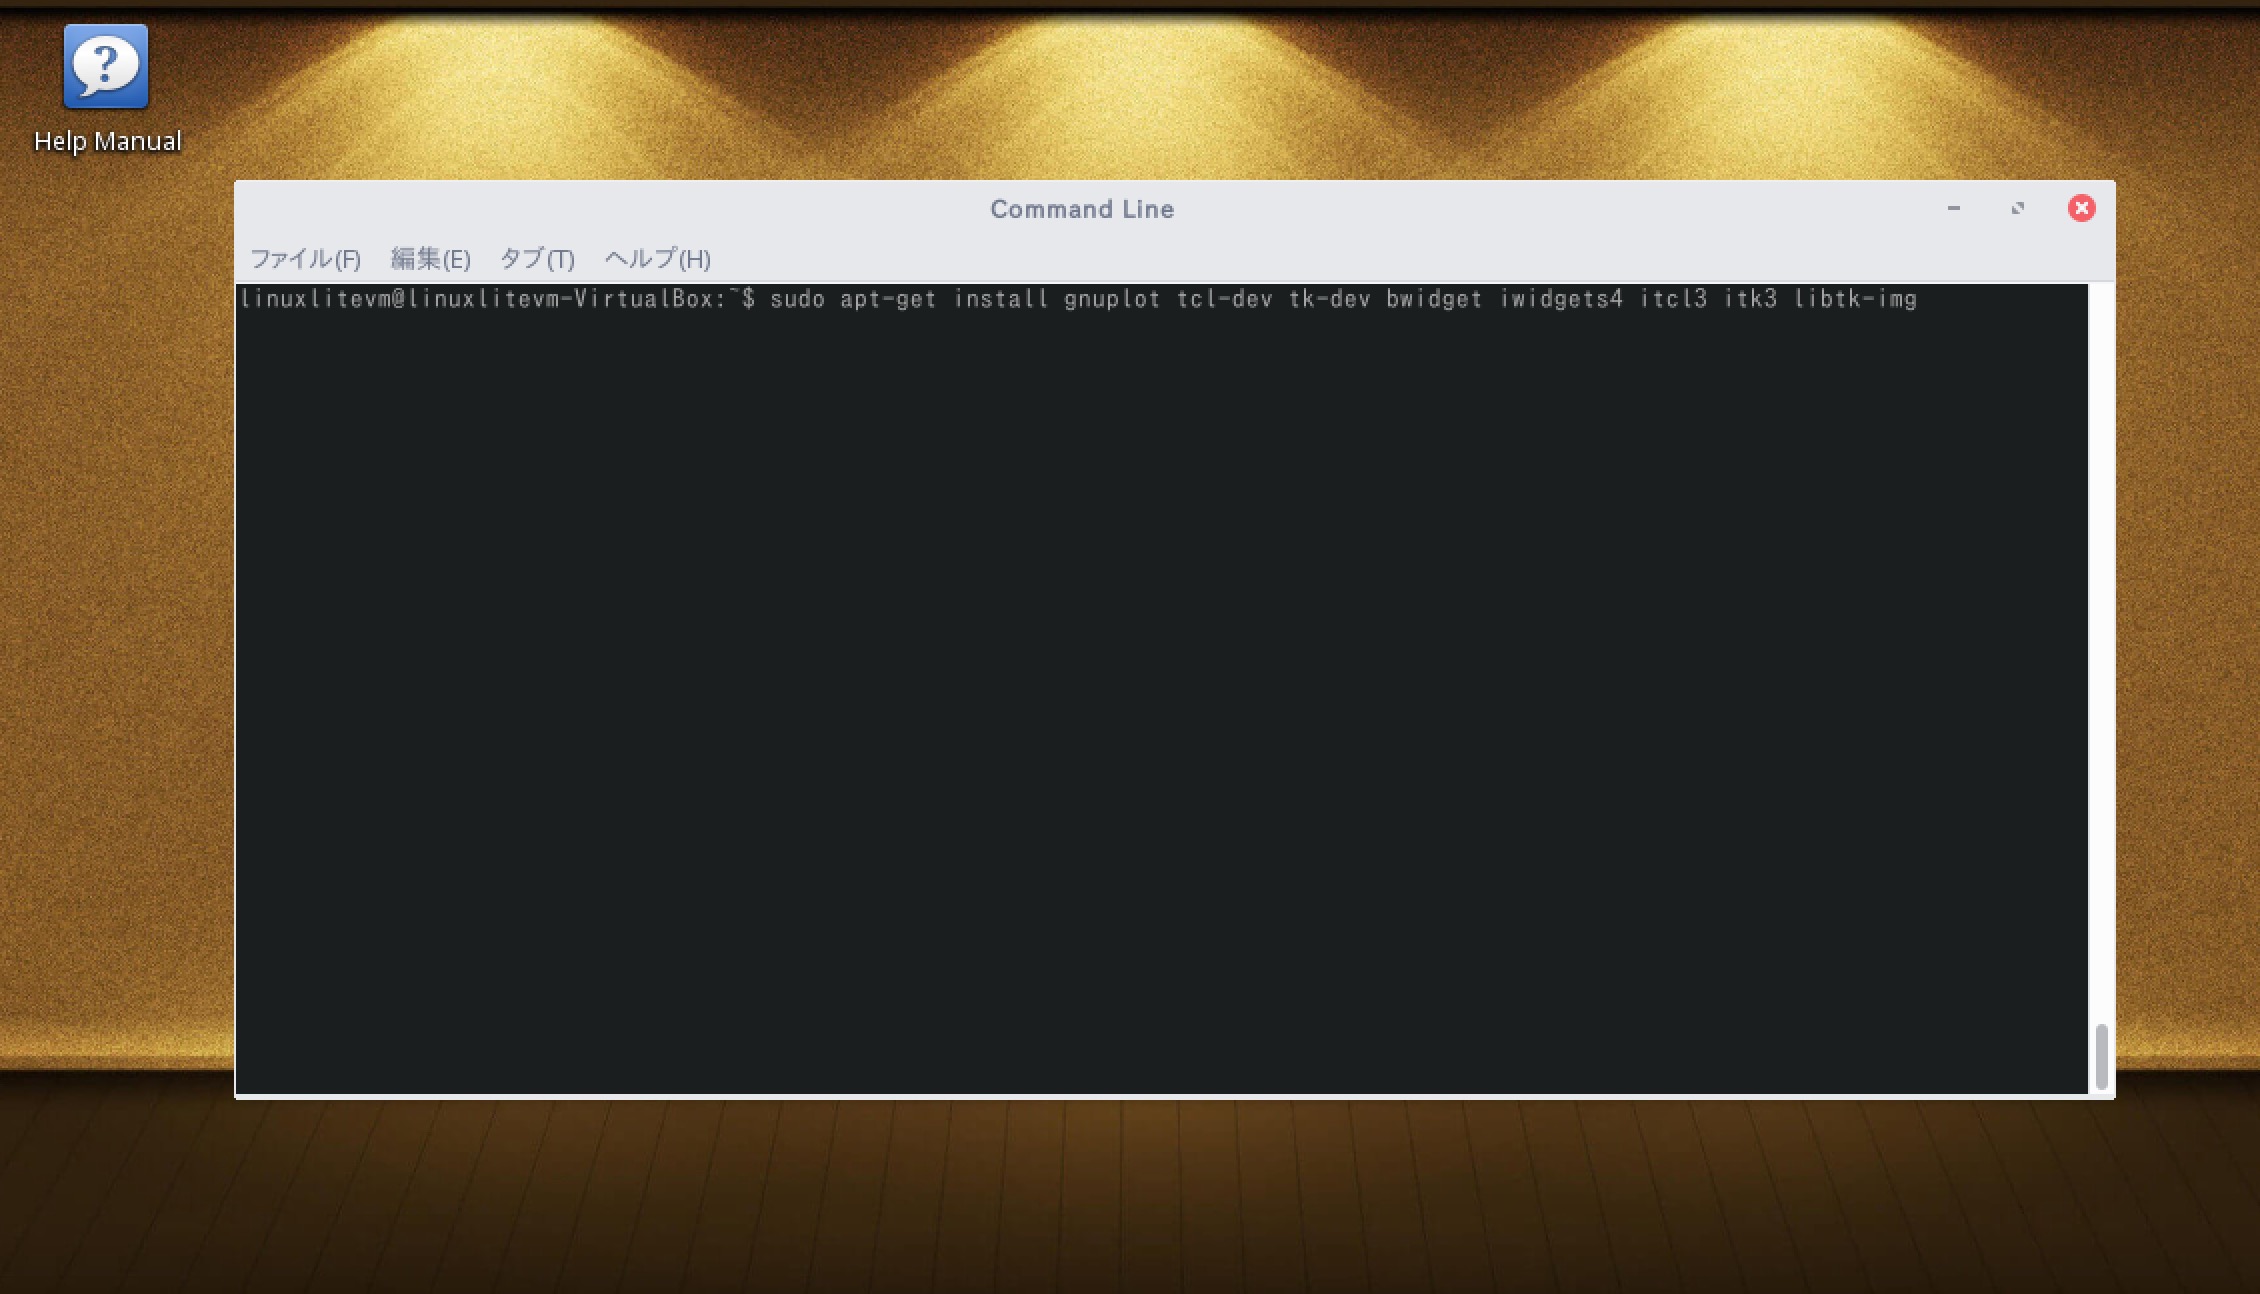 Help Manual
Command Line
ファイル(F) 編集(E) タブ(T) ヘルプ(H)
linuxlitevm@linuxlitevm-VirtualBox:~$ sudo apt-get install gnuplot tcl-dev tk-dev bwidget iwidgets4 itcl3 itk3 libtk-img